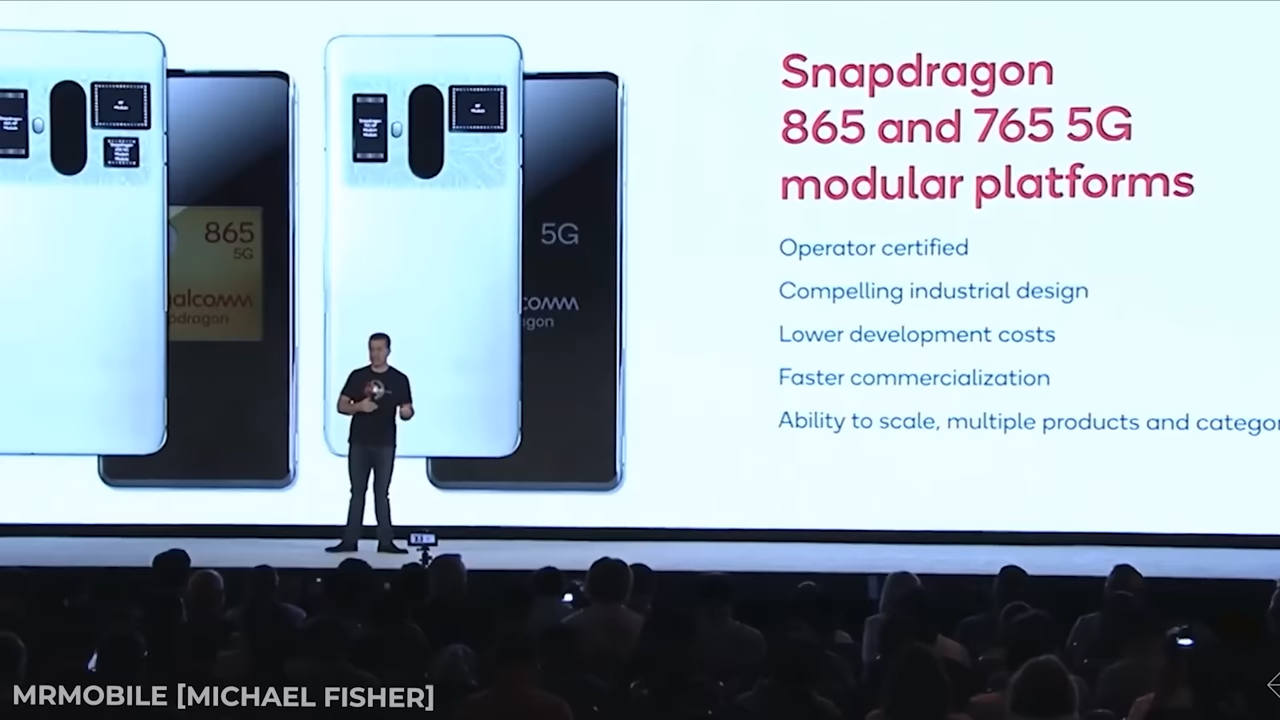 Snapdragon
865 and 765 5G
modular platforms
Operator certified
Compelling industrial design
Lower development costs
Faster commercialization
Ability to scale, multiple products and categor
865
5G
alcomm
pdragon
5G
comm
gon
MRMOBILE [MICHAEL FISHER]